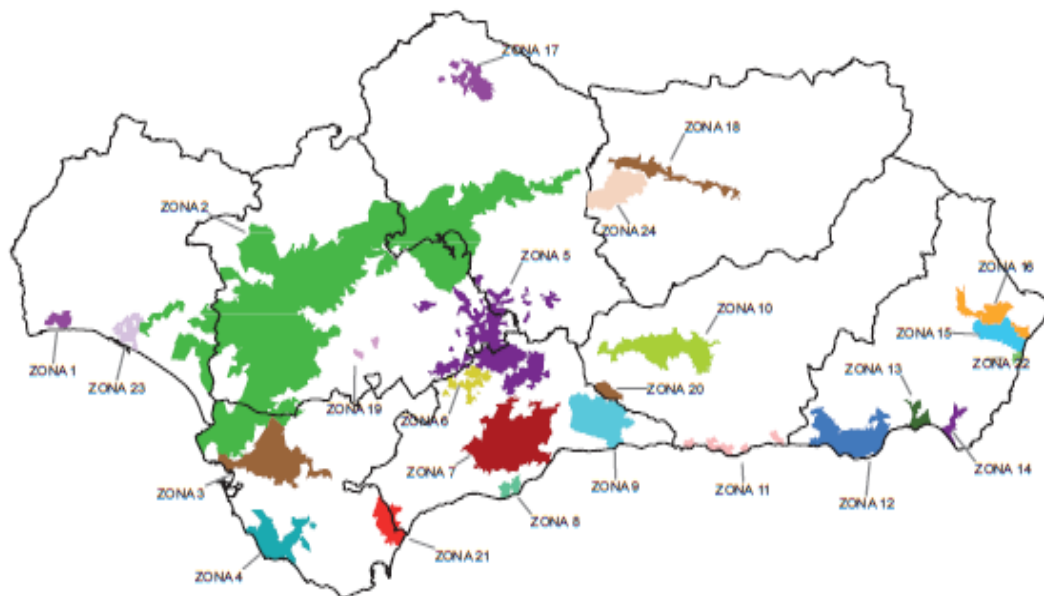 ZONA 17
ZONA 18
ZONA 2
ZONA 24
ZONA 5
ZONA 16
ZONA 10
ZONA 15
ZONA 1
ZONA 23
ZONA 13
ZONA 22
ZONA 19
ZONA 6
ZONA 20
ZONA 7
ZONA 3
ZONA 9
ZONA 11
ZONA 14
ZONA 12
ZONA 8
ZONA 21
ZONA 4